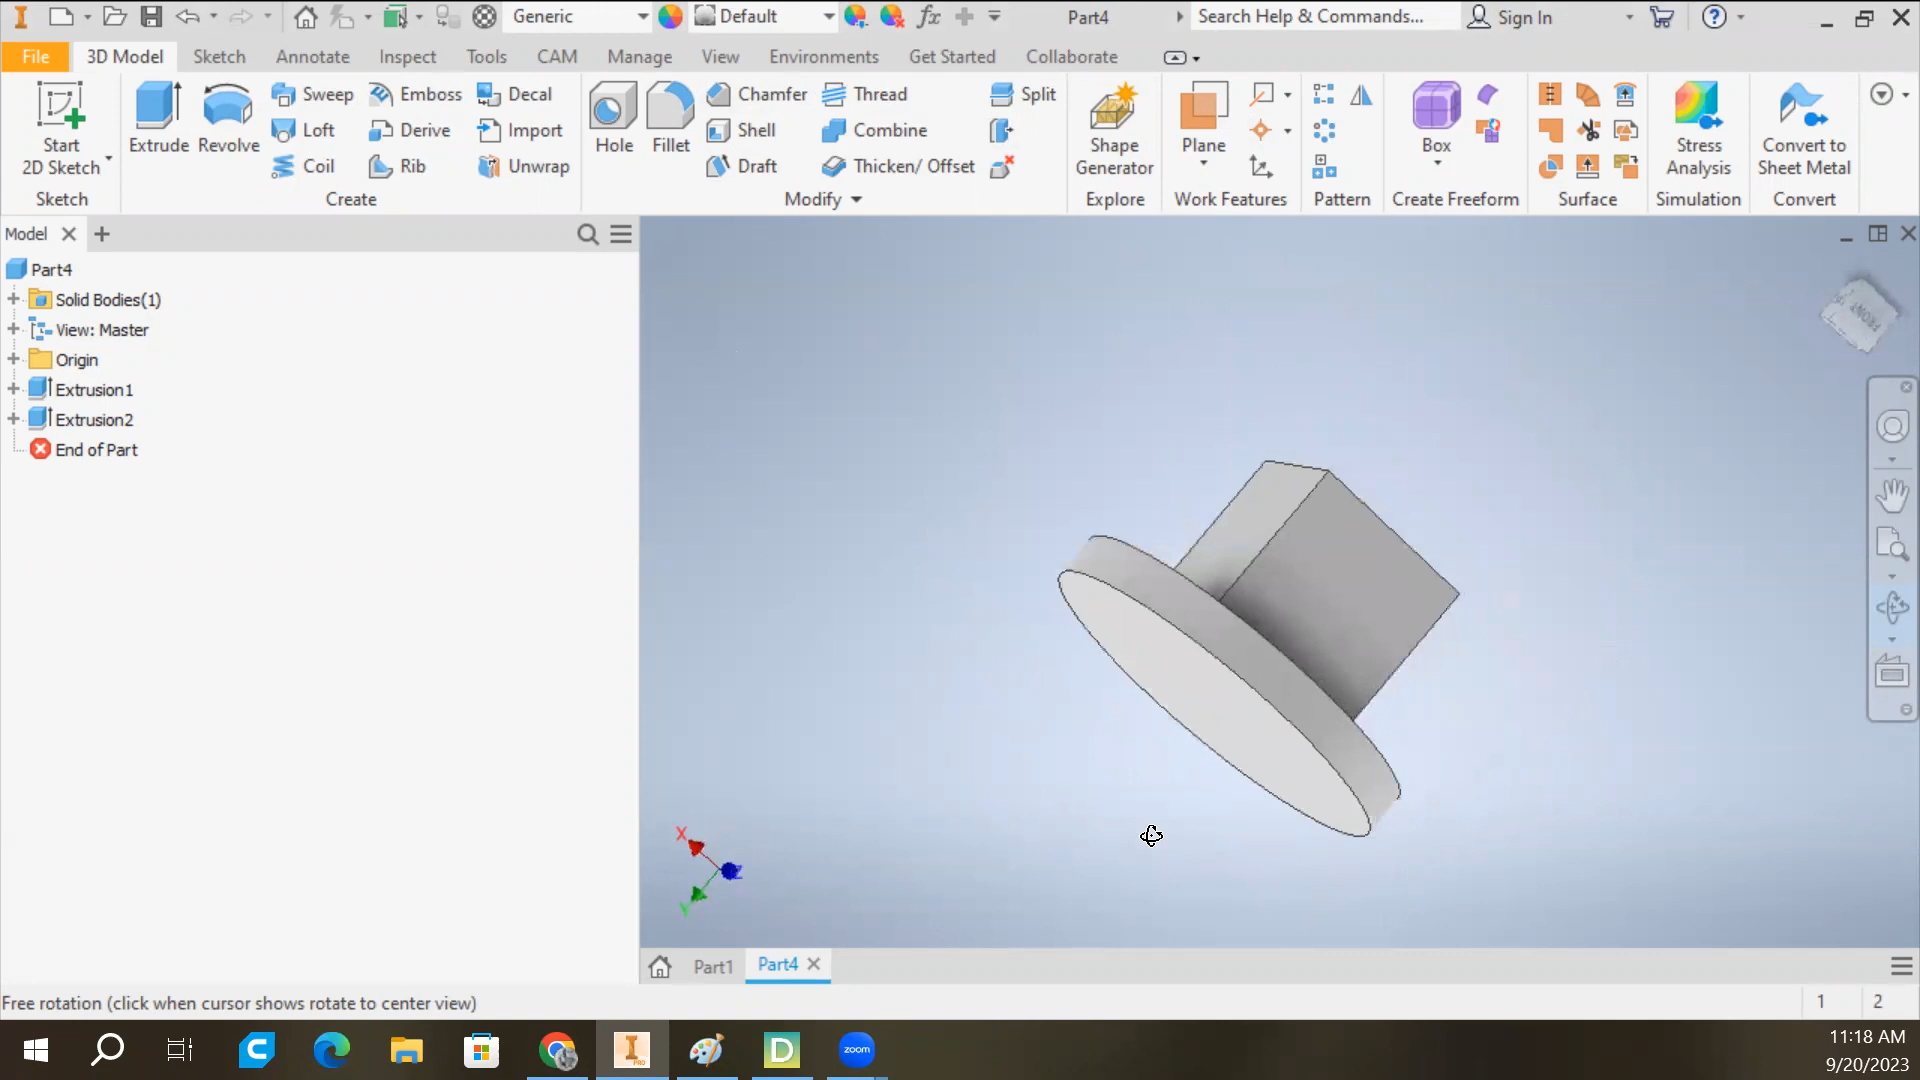 Generic Default Part4 Search Help & Commands... Sign In
File 3D Model Sketch Annotate Inspect Tools CAM Manage View Environments Get Started Collaborate
Start 2D Sketch
Sketch
Extrude
Revolve
Sweep Emboss Decal
Loft Derive Import
Coil Rib Unwrap
Create
Hole
Fillet
Chamfer Thread Split
Shell Combine
Draft Thicken/ Offset
Modify
Shape Generator
Explore
Plane
Work Features
Pattern
Box
Create Freeform
Surface
Stress Analysis
Simulation
Convert to Sheet Metal
Convert
Model
Part4
Solid Bodies(1)
View: Master
Origin
Extrusion1
Extrusion2
End of Part
FRONT
X
Y
Z
Part1 Part4
Free rotation (click when cursor shows rotate to center view) 1 2
I PRO
D
zoom
11:18 AM
9/20/2023